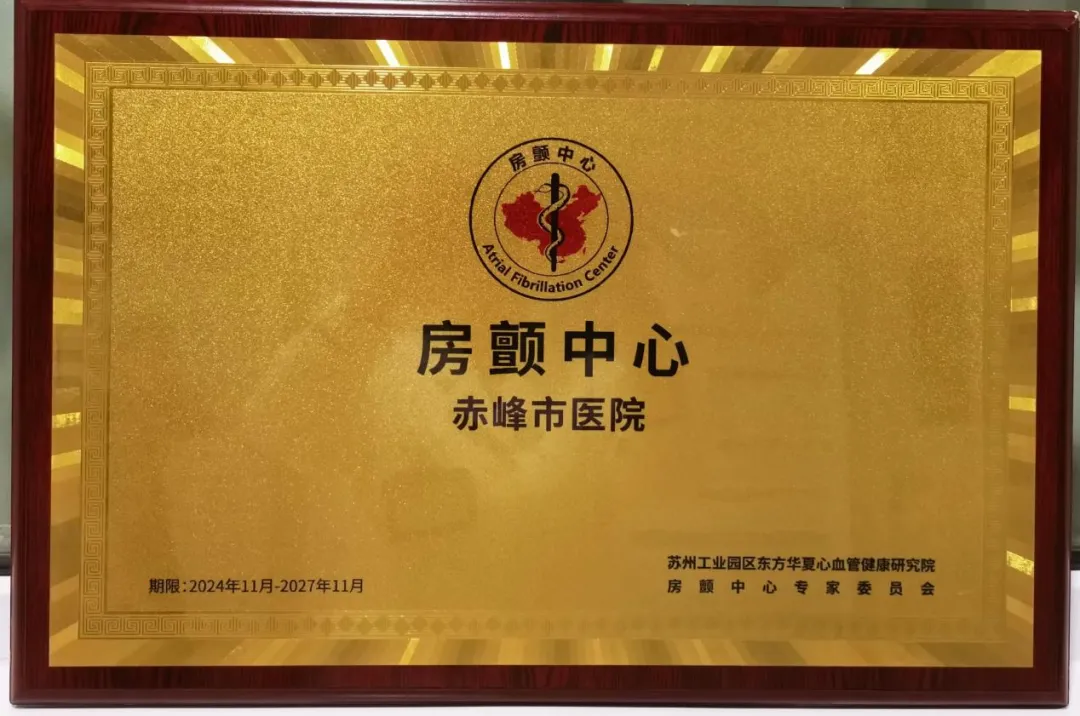 房颤中心
Atrial Fibrillation Center
房颤中心
赤峰市医院
期限：2024年11月-2027年11月
苏州工业园区东方华夏心血管健康研究院
房颤中心专家委员会